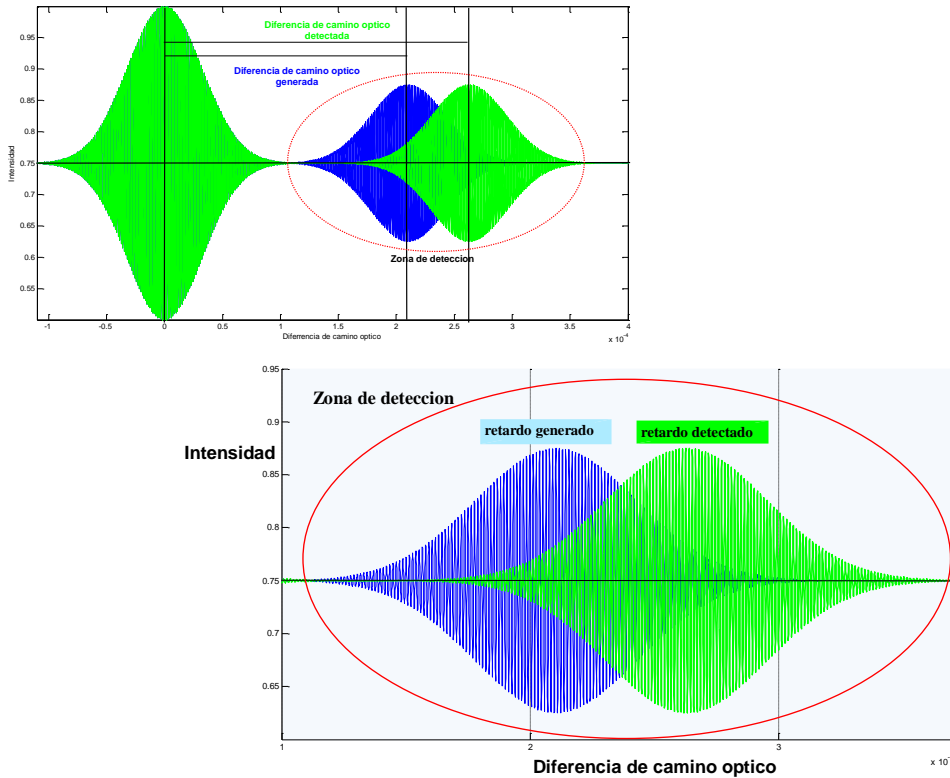 Diferencia de camino optico
detectada
Diferencia de camino optico
generada
Zona de deteccion
Intensidad
0.95
0.9
0.85
0.8
0.75
0.7
0.65
0.6
0.55
-1
-0.5
0
0.5
1
1.5
2
2.5
3
3.5
4
x 10⁻⁴
Diferrencia de camino optico
Zona de deteccion
retardo generado
retardo detectado
Intensidad
0.95
0.9
0.85
0.8
0.75
0.7
0.65
1
2
3
Diferencia de camino optico